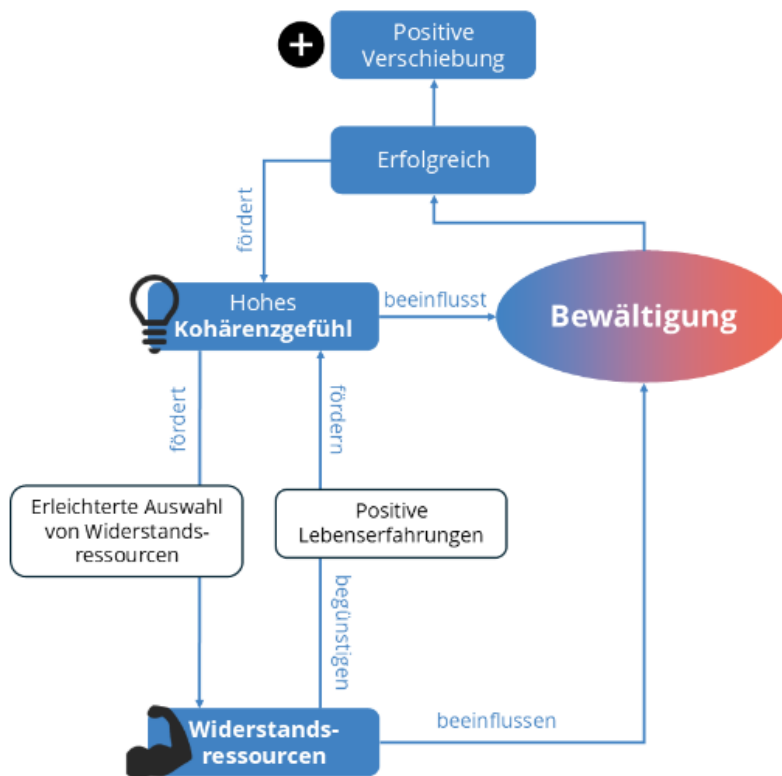 Positive
Verschiebung
Erfolgreich
fördert
Hohes
Kohärenzgefühl
beeinflusst
Bewältigung
fördert
fördern
Erleichterte Auswahl
von Widerstands-
ressourcen
Positive
Lebenserfahrungen
begünstigen
Widerstands-
ressourcen
beeinflussen